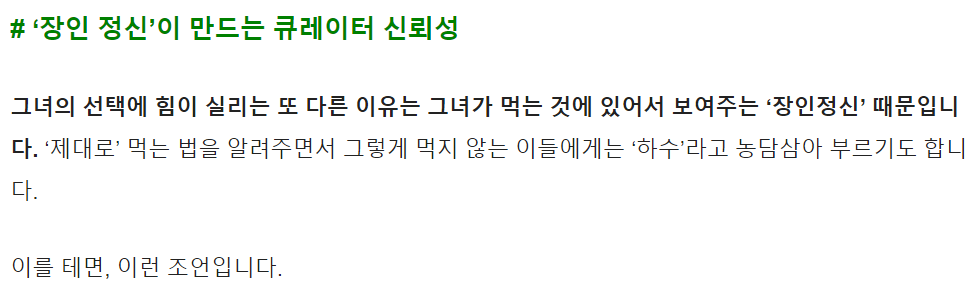 # ‘장인 정신’이 만드는 큐레이터 신뢰성
그녀의 선택에 힘이 실리는 또 다른 이유는 그녀가 먹는 것에 있어서 보여주는 ‘장인정신’ 때문입니
다. ‘제대로’ 먹는 법을 알려주면서 그렇게 먹지 않는 이들에게는 ‘하수’라고 농담삼아 부르기도 합니
다.
이를 테면, 이런 조언입니다.